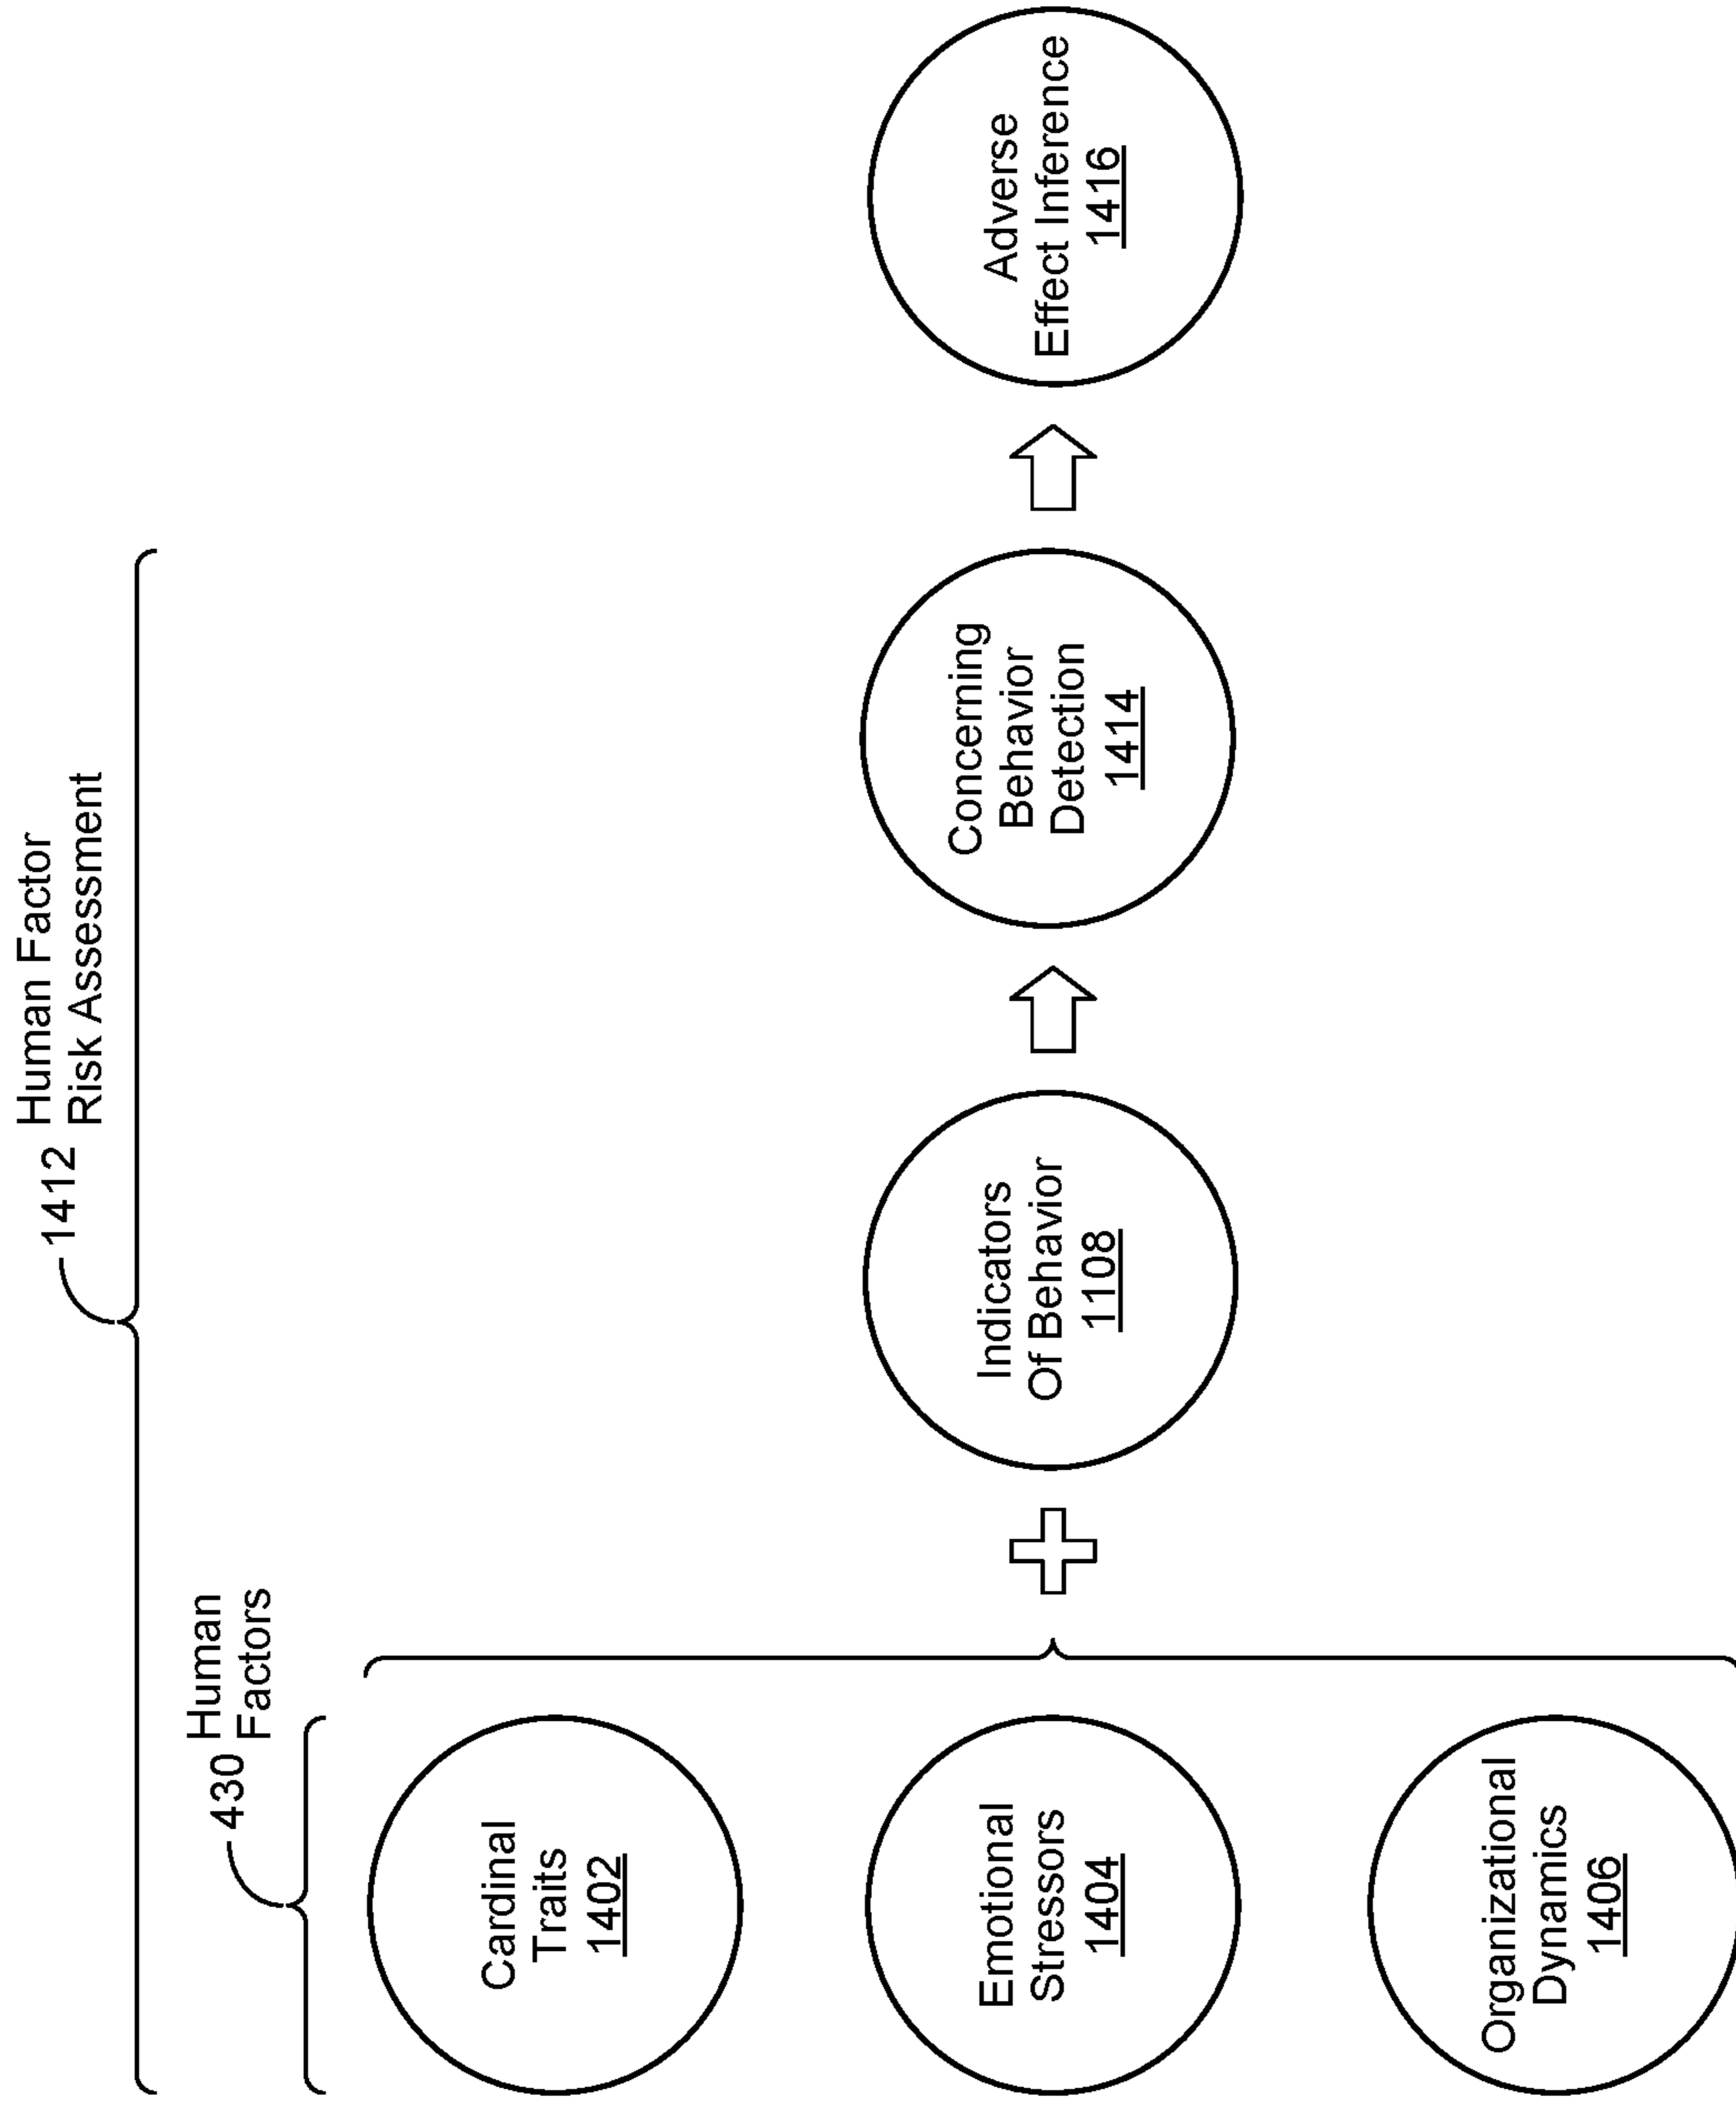 1412 Human Factor
Risk Assessment
430 Human
Factors
Cardinal
Traits
1402
Emotional
Stressors
1404
Organizational
Dynamics
1406
Indicators
Of Behavior
1108
Concerning
Behavior
Detection
1414
Adverse
Effect Inference
1416